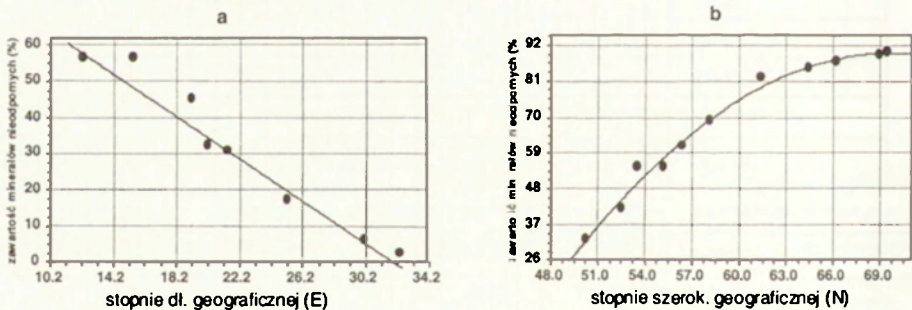 a
zawartość minerałów nieodpornych (%)
60
50
40
30
20
10
0
10.2 14.2 18.2 22.2 26.2 30.2 34.2
stopnie dł. geograficznej (E)
b
nieodpornych (%
92
81
70
59
48
37
26
48.0 51.0 54.0 57.0 60.0 63.0 66.0 69.0
stopnie szerok. geograficznej (N)